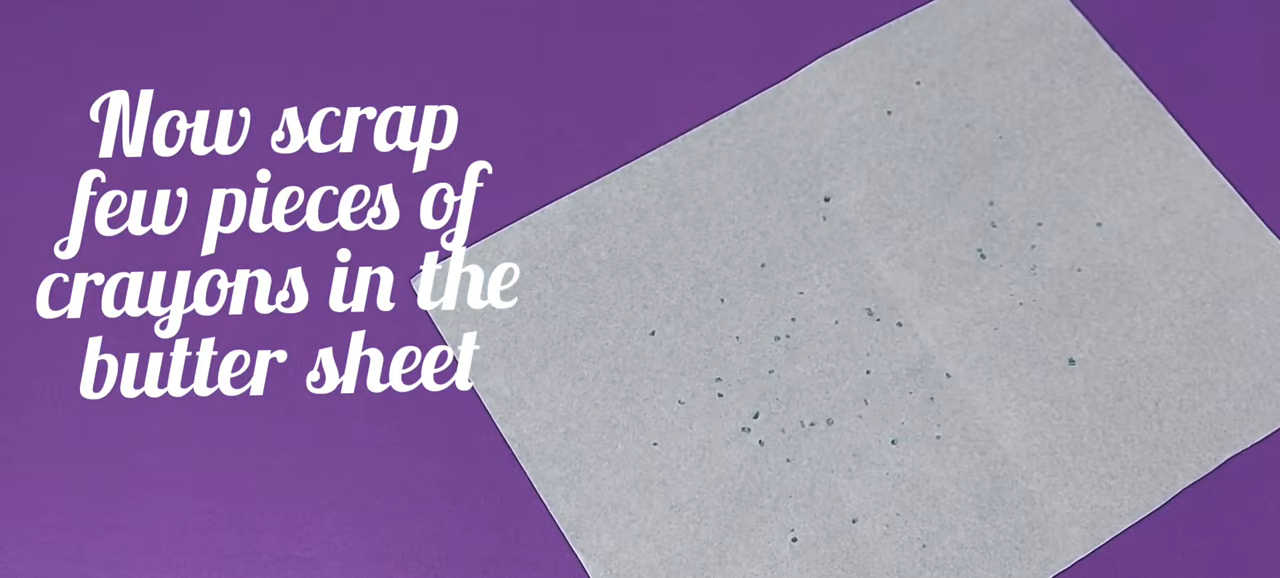 Now scrap
few pieces of
crayons in the
butter sheet